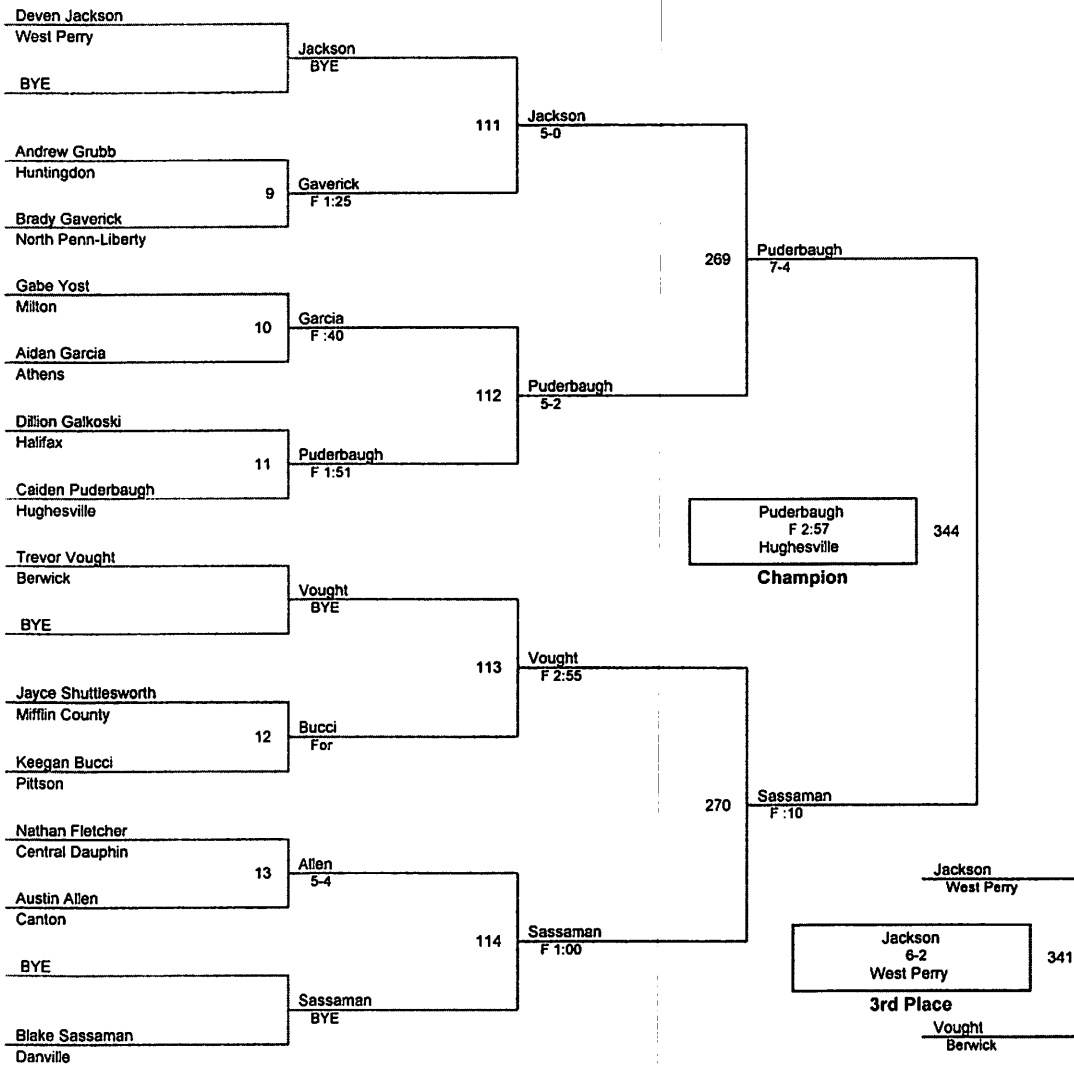 Deven Jackson
West Perry
BYE
Jackson
BYE
111
Jackson
5-0
Andrew Grubb
Huntingdon
9
Gaverick
F 1:25
Brady Gaverick
North Penn-Liberty
269
Puderbaugh
7-4
Gabe Yost
Milton
10
Garcia
F :40
Aidan Garcia
Athens
112
Puderbaugh
5-2
Dillion Galkoski
Halifax
11
Puderbaugh
F 1:51
Caiden Puderbaugh
Hughesville
Puderbaugh
F 2:57
Hughesville
344
Champion
Trevor Vought
Berwick
BYE
Vought
BYE
113
Vought
F 2:55
Jayce Shuttlesworth
Mifflin County
12
Bucci
For
Keegan Bucci
Pittson
270
Sassaman
F :10
Nathan Fletcher
Central Dauphin
13
Allen
5-4
Austin Allen
Canton
114
Sassaman
F 1:00
BYE
Sassaman
BYE
Blake Sassaman
Danville
Jackson
West Perry
Jackson
6-2
West Perry
341
3rd Place
Vought
Berwick